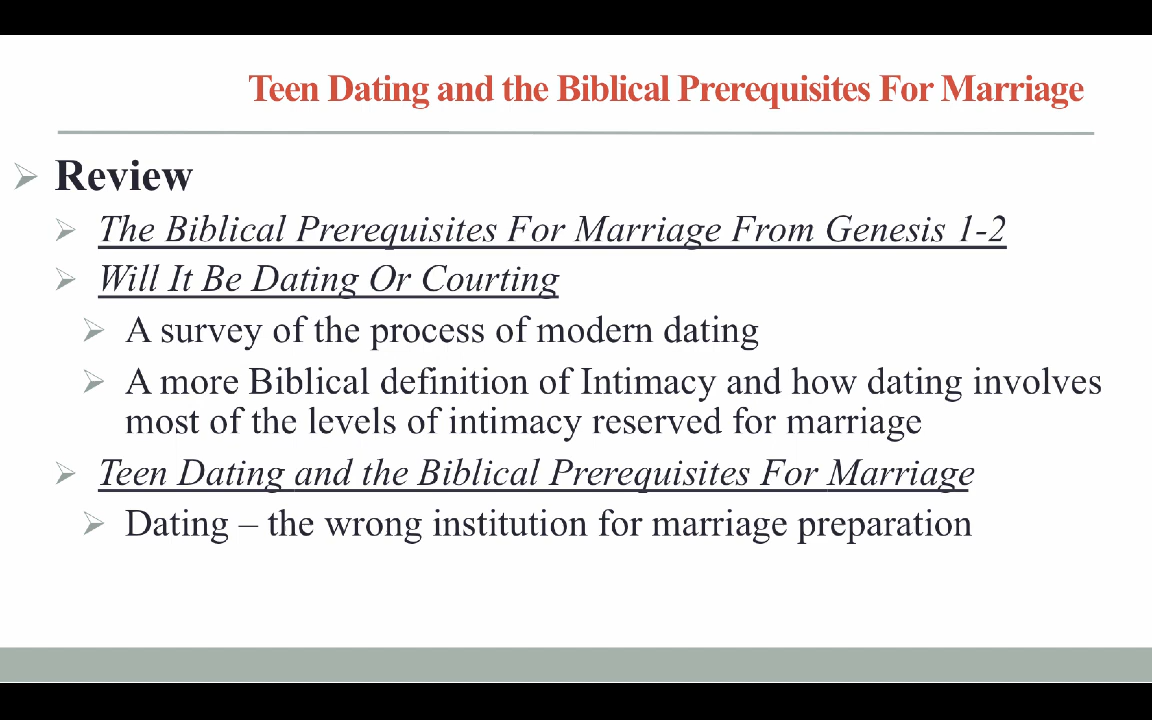 Teen Dating and the Biblical Prerequisites For Marriage
Review
The Biblical Prerequisites For Marriage From Genesis 1-2
Will It Be Dating Or Courting
A survey of the process of modern dating
A more Biblical definition of Intimacy and how dating involves
most of the levels of intimacy reserved for marriage
Teen Dating and the Biblical Prerequisites For Marriage
Dating – the wrong institution for marriage preparation